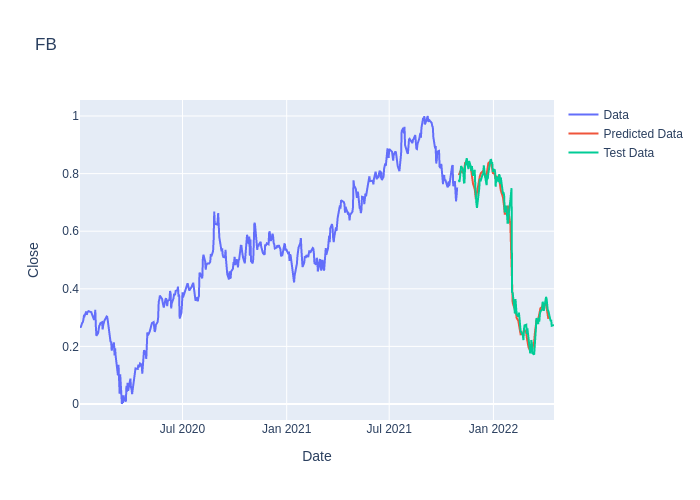 FB
Data
Predicted Data
Test Data
1
0.8
0.6
0.4
0.2
0
Close
Jul 2020
Jan 2021
Jul 2021
Jan 2022
Date